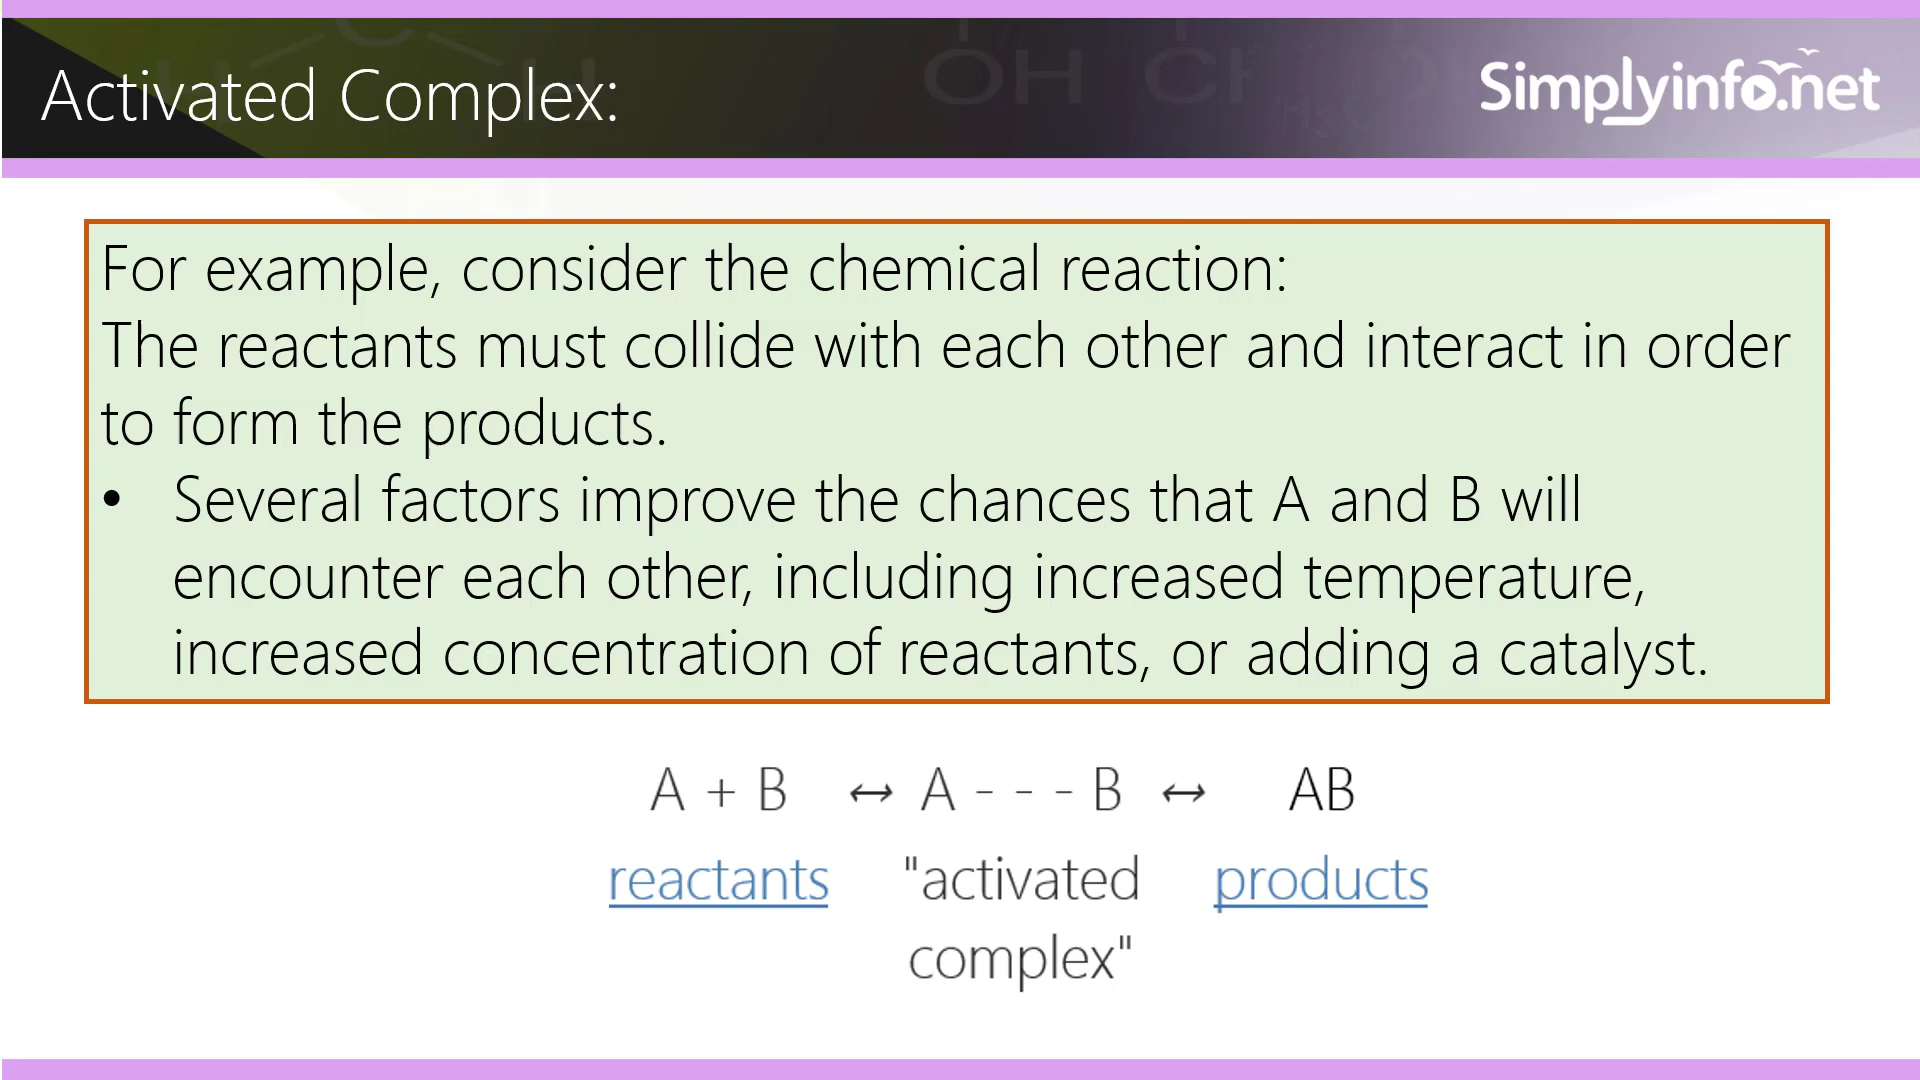 Activated Complex:
Simplyinfo.net
For example, consider the chemical reaction:
The reactants must collide with each other and interact in order
to form the products.
• Several factors improve the chances that A and B will
encounter each other, including increased temperature,
increased concentration of reactants, or adding a catalyst.
A + B ↔ A - - - B ↔ AB
reactants "activated products
complex"